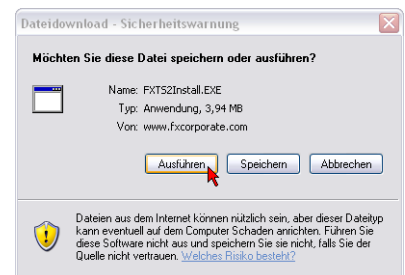 Dateidownload - Sicherheitswarnung
Möchten Sie diese Datei speichern oder ausführen?
Name: FXTS2Install.EXE
Typ: Anwendung, 3,94 MB
Von: www.fxcorporate.com
Ausführen Speichern Abbrechen
Dateien aus dem Internet können nützlich sein, aber dieser Dateityp
kann eventuell auf dem Computer Schaden anrichten. Führen Sie
diese Software nicht aus und speichern Sie sie nicht, falls Sie der
Quelle nicht vertrauen. Welches Risiko besteht?